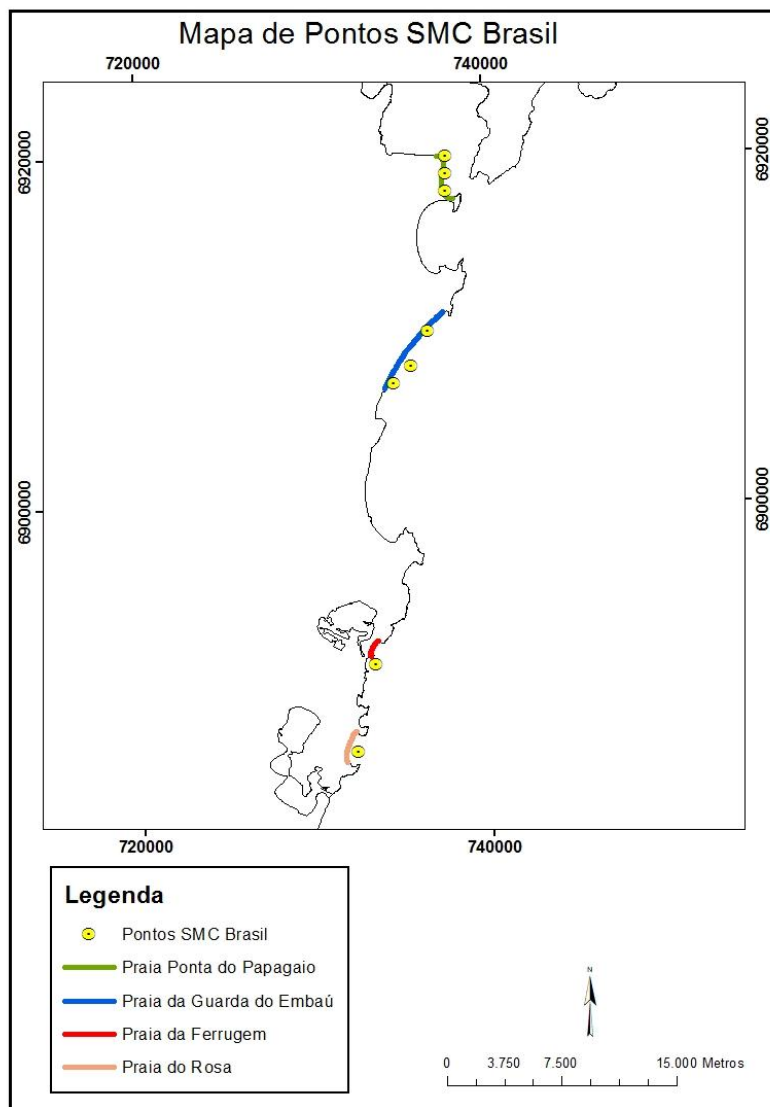 Mapa de Pontos SMC Brasil
720000
740000
6920000
6920000
6900000
6900000
720000
740000
Legenda
Pontos SMC Brasil
Praia Ponta do Papagaio
Praia da Guarda do Embaú
Praia da Ferrugem
Praia do Rosa
N
0 3.750 7.500 15.000 Metros